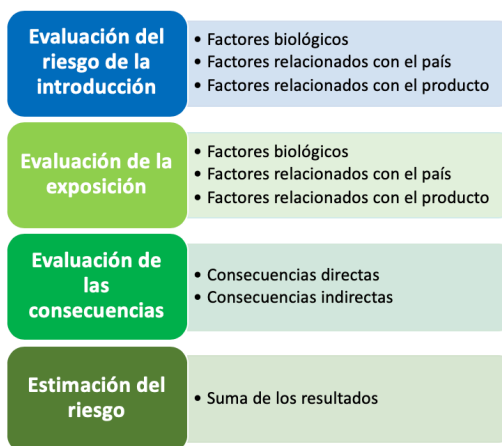 Evaluación del
riesgo de la
introducción
• Factores biológicos
• Factores relacionados con el país
• Factores relacionados con el producto
Evaluación de la
exposición
• Factores biológicos
• Factores relacionados con el país
• Factores relacionados con el producto
Evaluación de
las
consecuencias
• Consecuencias directas
• Consecuencias indirectas
Estimación del
riesgo
• Suma de los resultados